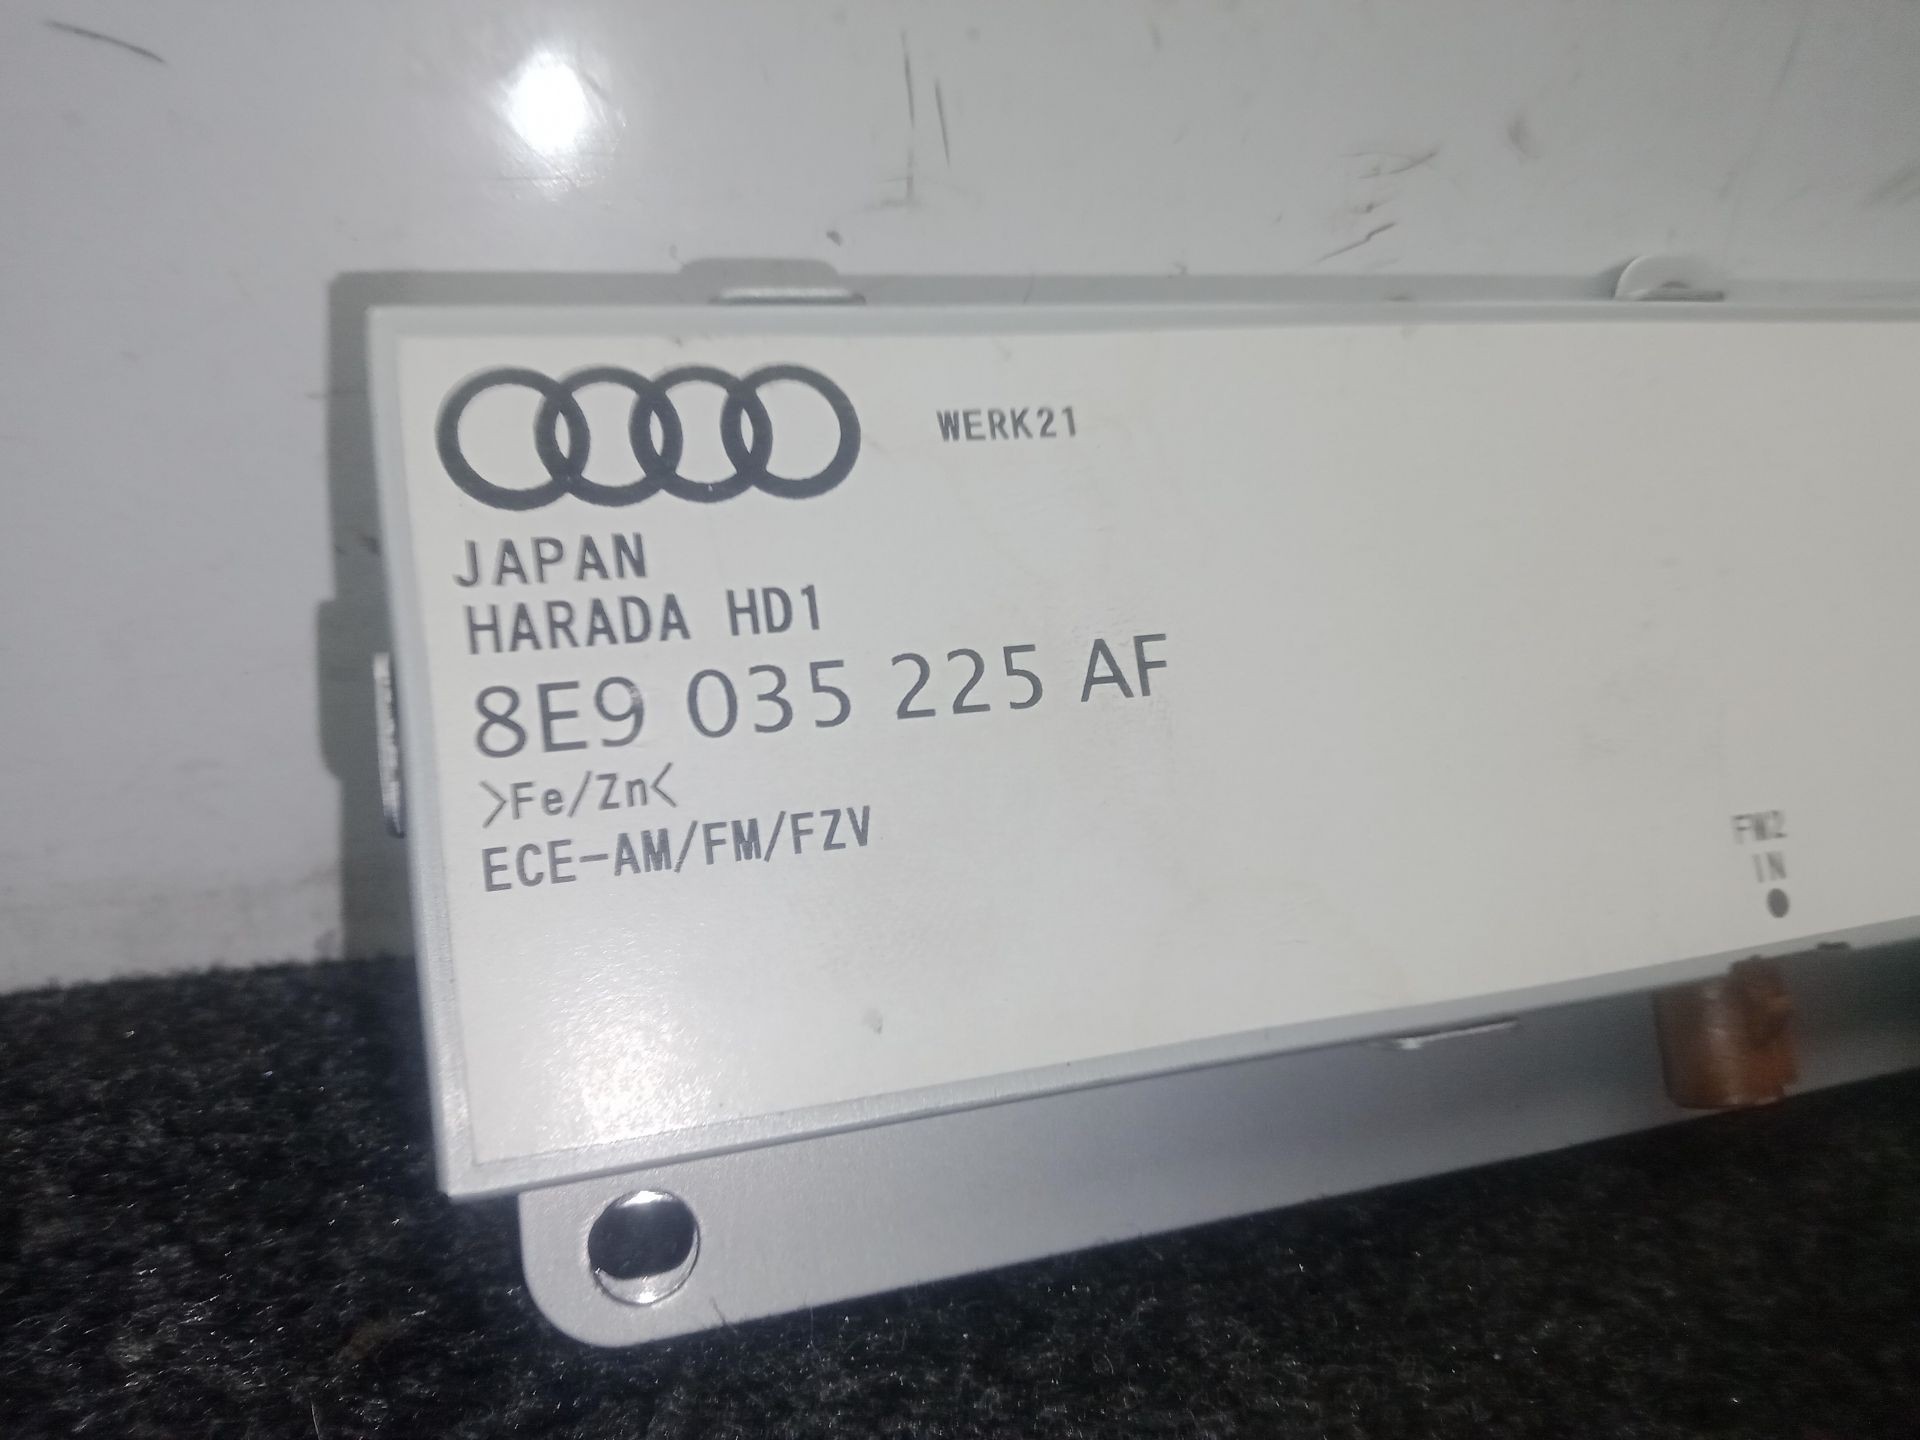 WERK21
JAPAN
HARADA HD1
8E9 035 225 AF
>Fe/Zn<
ECE-AM/FM/FZV
FM2
IN